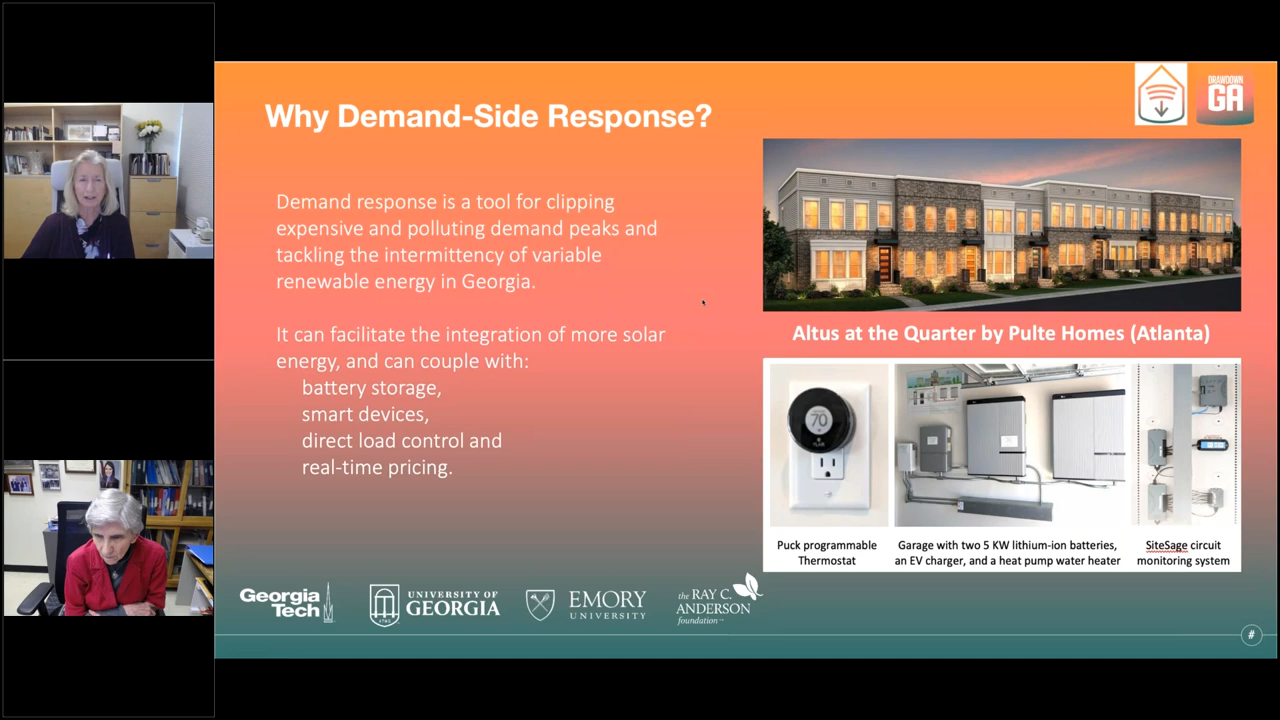 Why Demand-Side Response?
DRAWDOWN
GA
Demand response is a tool for clipping
expensive and polluting demand peaks and
tackling the intermittency of variable
renewable energy in Georgia.
It can facilitate the integration of more solar
energy, and can couple with:
battery storage,
smart devices,
direct load control and
real-time pricing.
Altus at the Quarter by Pulte Homes (Atlanta)
70
Puck programmable
Thermostat
Garage with two 5 KW lithium-ion batteries,
an EV charger, and a heat pump water heater
SiteSage circuit
monitoring system
Georgia
Tech
UNIVERSITY OF
GEORGIA
EMORY
UNIVERSITY
the RAY C.
ANDERSON
foundation
#